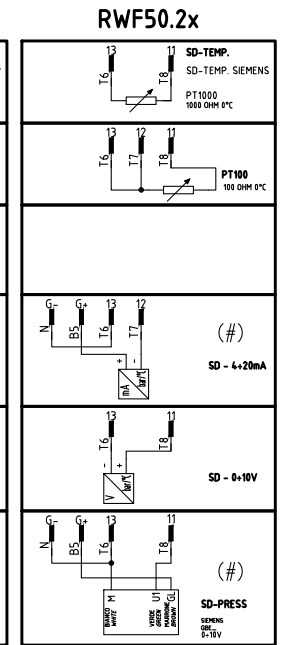 RWF50.2x
13 11 SD-TEMP.
T6 T8 SD-TEMP. SIEMENS
PT1000
1000 OHM 0°C
13 12 11
T6 T7 T8
PT100
100 OHM 0°C
G- G+ 13 12
N B5 T6 T7
(#)
+ -
mA bar/°C
SD - 4÷20mA
13 11
T6 T8
- +
V bar/°C
SD - 0÷10V
G- G+ 13 11
N B5 T6 T8
(#)
M U1 GL
BIANCO
WHITE
VERDE
GREEN
MARRONE
BROWN
SD-PRESS
SIEMENS
QBE...
0÷10V